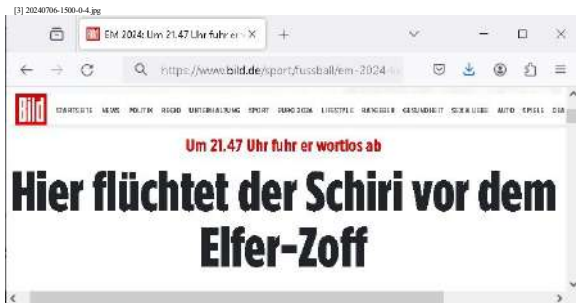 [3] 20240706-1500-0-4.jpg
EM 2024: Um 21.47 Uhr fuhr er
https://www.bild.de/sport/fussball/em-2024-
Bild STARTSEITE NEWS POLITIK REGIO UNTERHALTUNG SPORT EURO 2024 LIFESTYLE RATGEBER GESUNDHEIT SEX & LIEBE AUTO SPIELE
Um 21.47 Uhr fuhr er wortlos ab
Hier flüchtet der Schiri vor dem
Elfer-Zoff